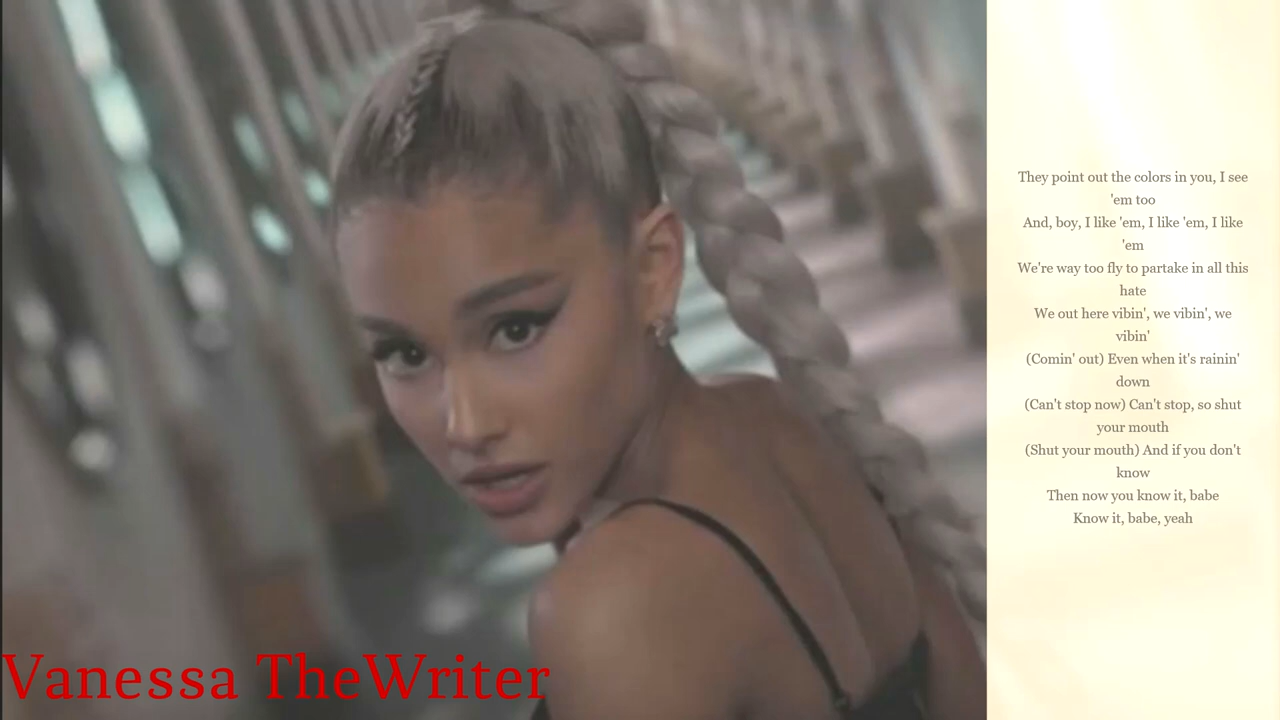 They point out the colors in you, I see
'em too
And, boy, I like 'em, I like 'em, I like
'em
We're way too fly to partake in all this
hate
We out here vibin', we vibin', we
vibin'
(Comin' out) Even when it's rainin'
down
(Can't stop now) Can't stop, so shut
your mouth
(Shut your mouth) And if you don't
know
Then now you know it, babe
Know it, babe, yeah
Vanessa TheWriter